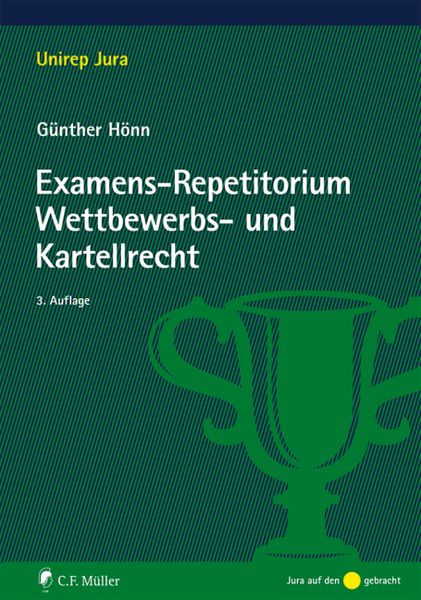 Unirep Jura
Günther Hönn
Examens-Repetitorium
Wettbewerbs- und
Kartellrecht
3. Auflage
C.F. Müller
Jura auf den gebracht